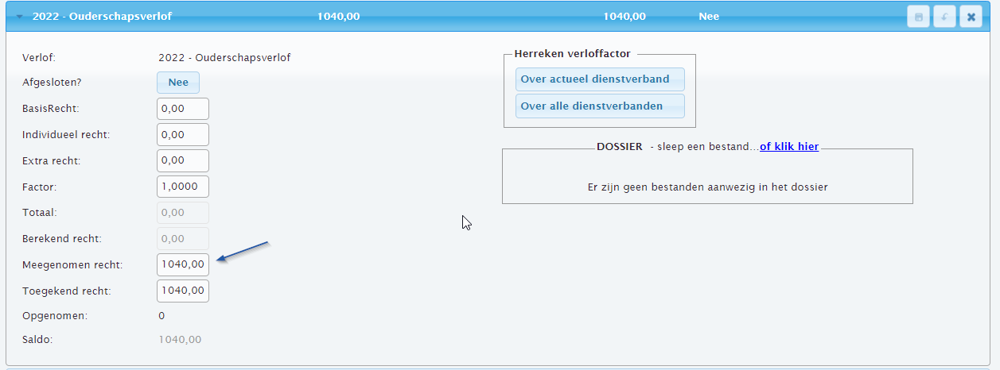 2022 - Ouderschapsverlof 1040,00 1040,00 Nee
Verlof: 2022 - Ouderschapsverlof
Afgesloten? Nee
BasisRecht: 0,00
Individueel recht: 0,00
Extra recht: 0,00
Factor: 1,0000
Totaal: 0,00
Berekend recht: 0,00
Meegenomen recht: 1040,00
Toegekend recht: 1040,00
Opgenomen: 0
Saldo: 1040,00
Herreken verloffactor
Over actueel dienstverband
Over alle dienstverbanden
DOSSIER - sleep een bestand...of klik hier
Er zijn geen bestanden aanwezig in het dossier